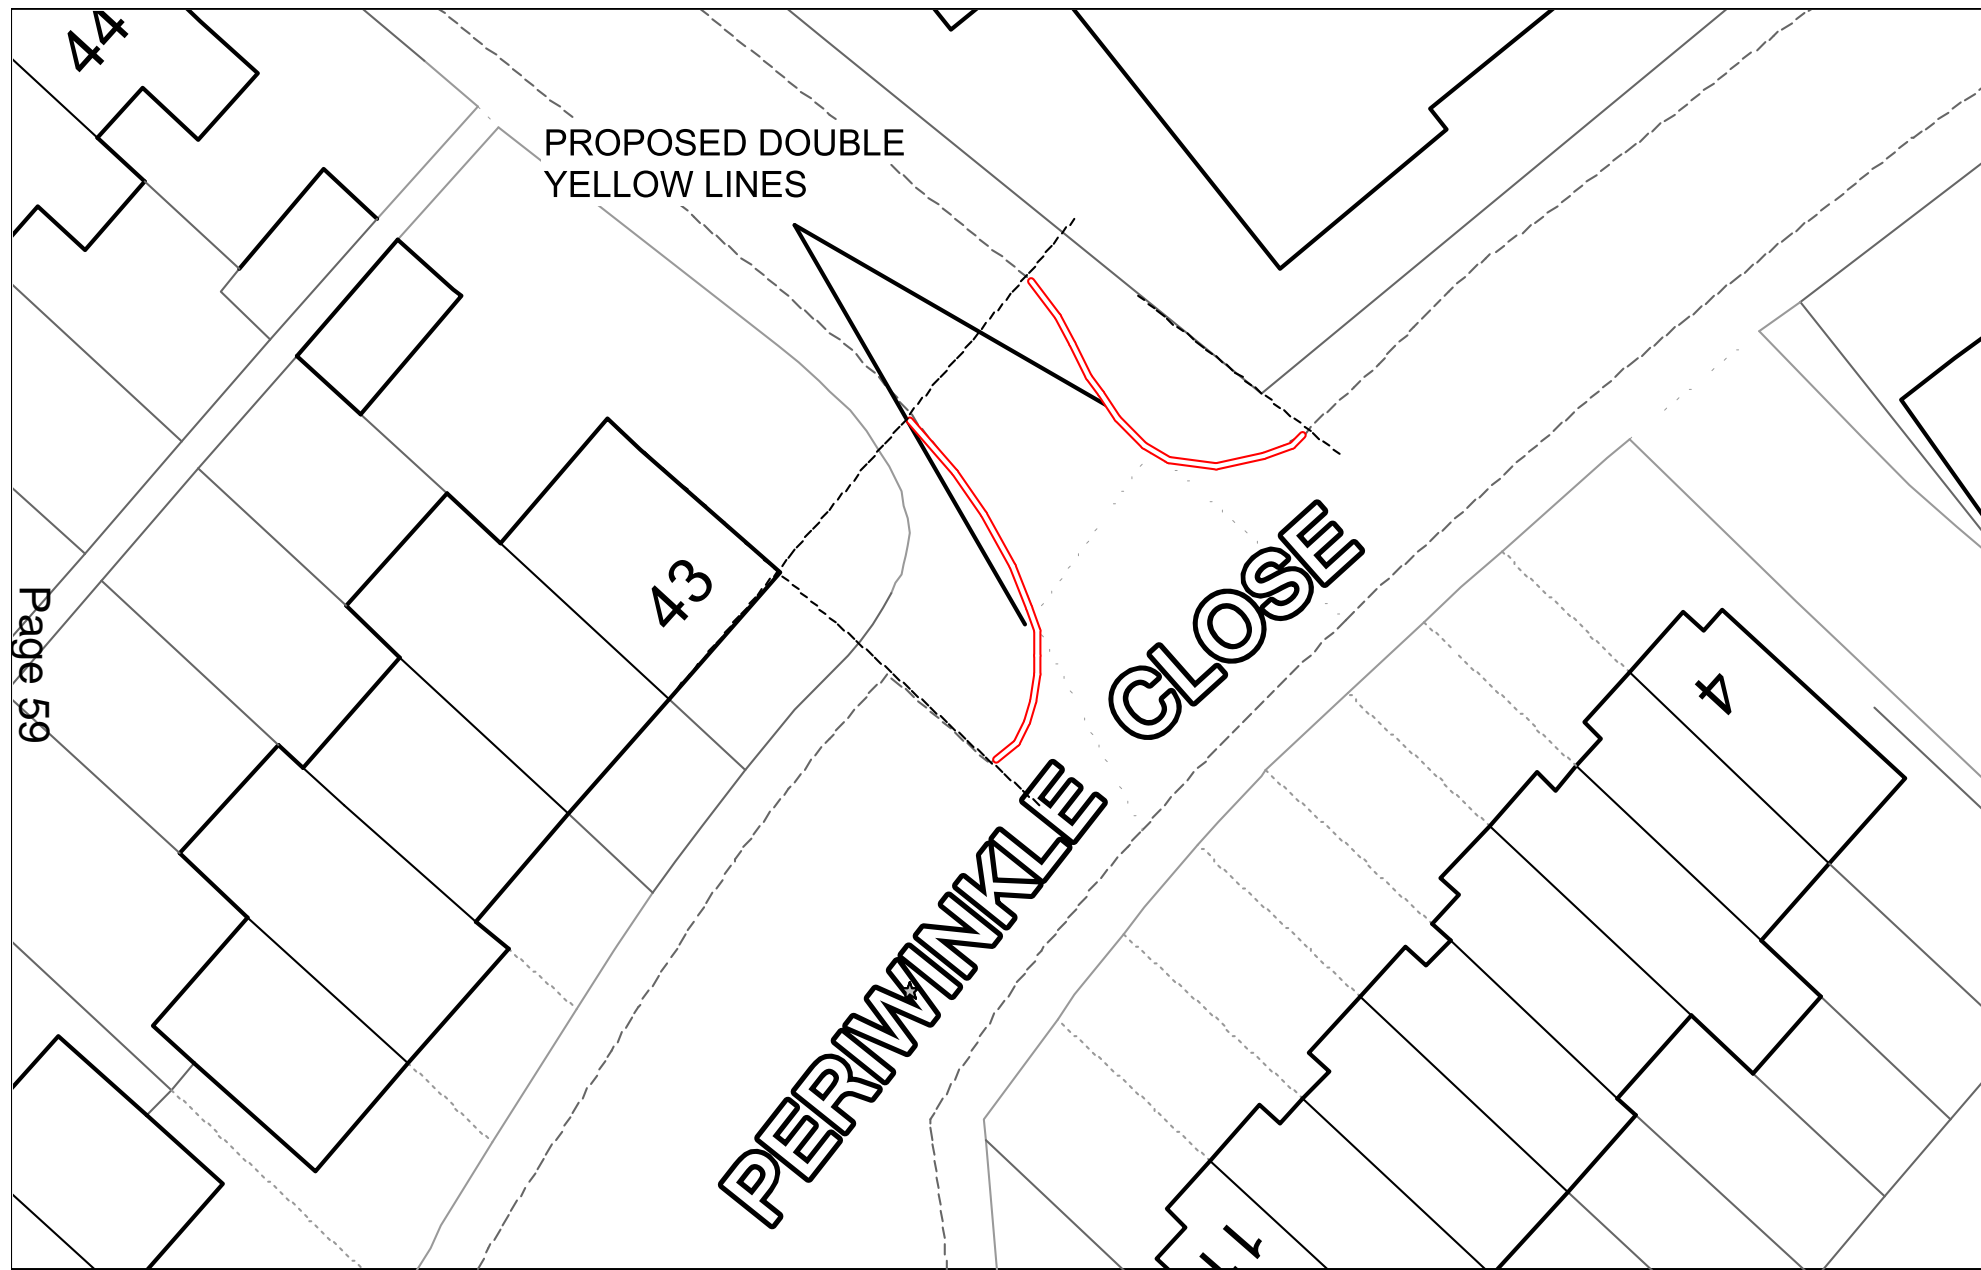 44
PROPOSED DOUBLE
YELLOW LINES
43
Page 59
PERIWINKLE CLOSE
4
11